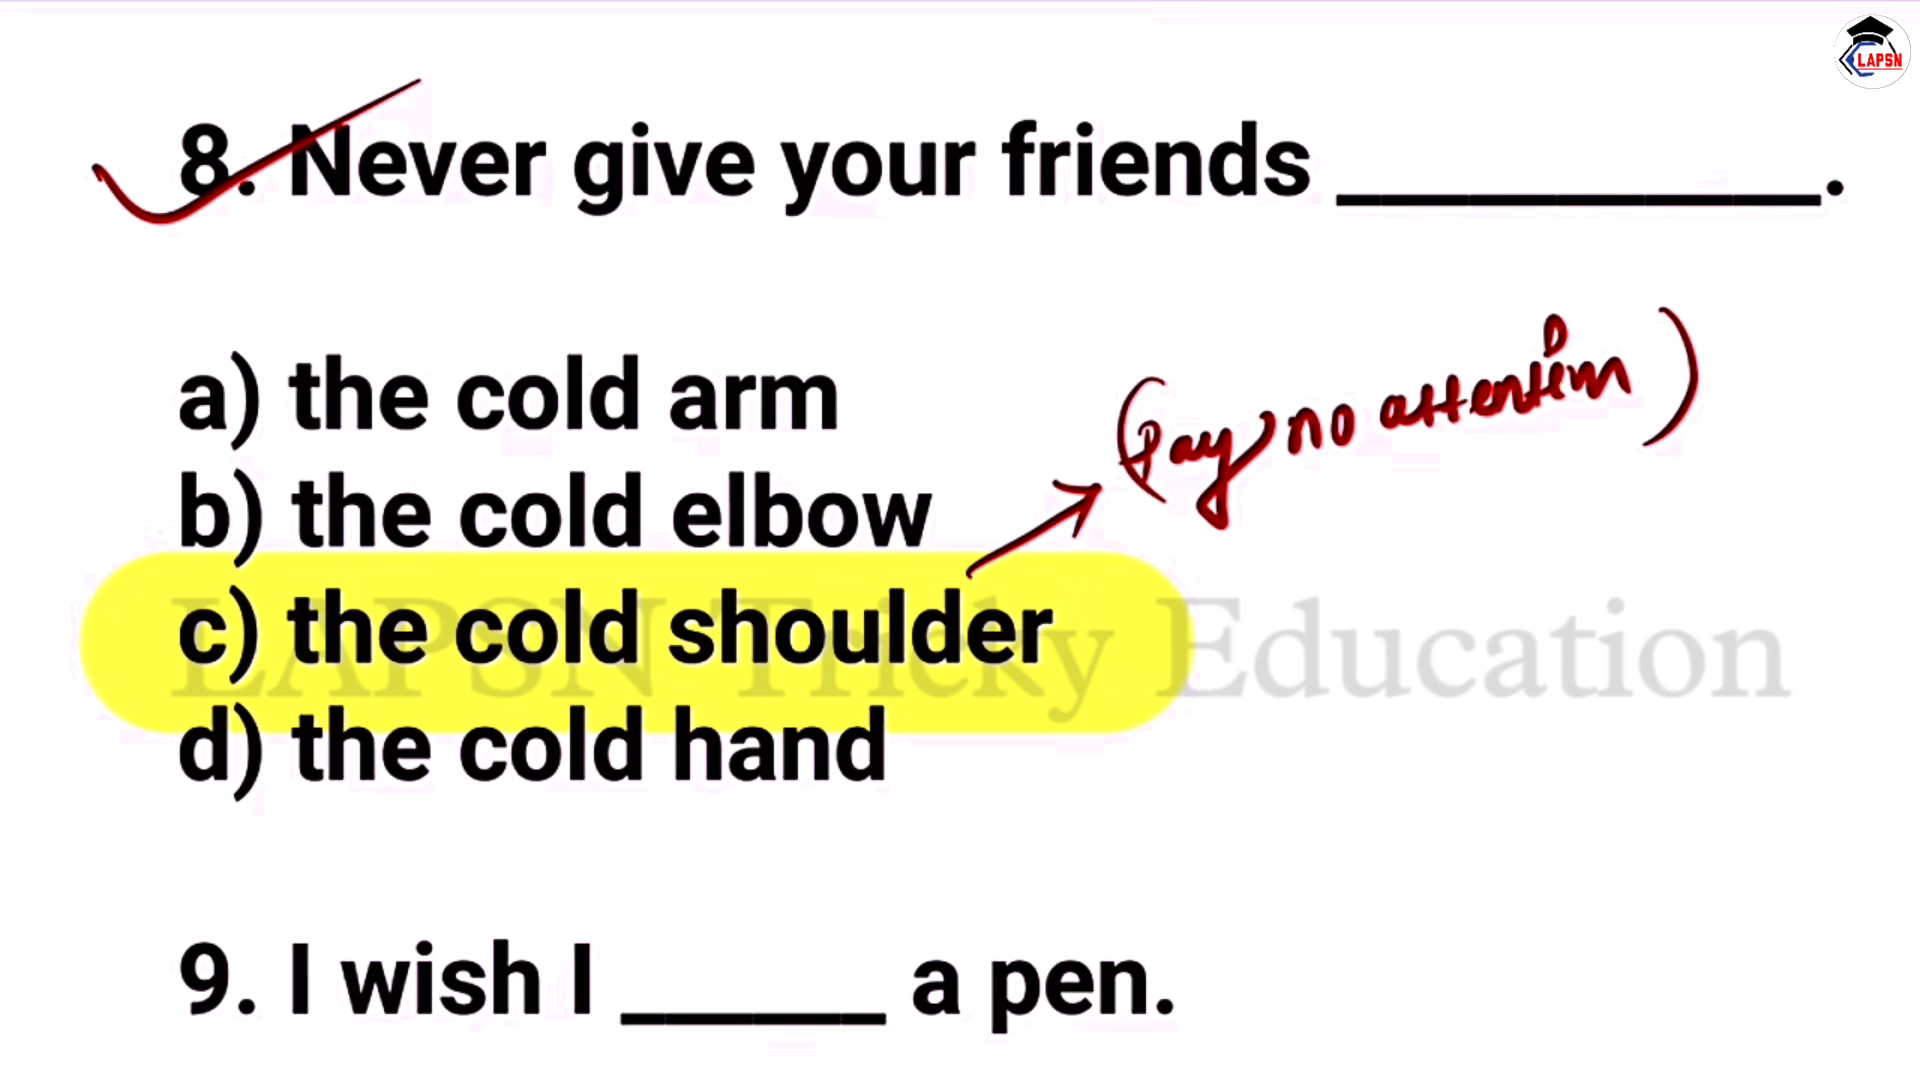 LAPSN
8. Never give your friends ___________.
a) the cold arm
(Pay no attention)
b) the cold elbow
c) the cold shoulder
LAPSN Tricky Education
d) the cold hand
9. I wish I ______ a pen.